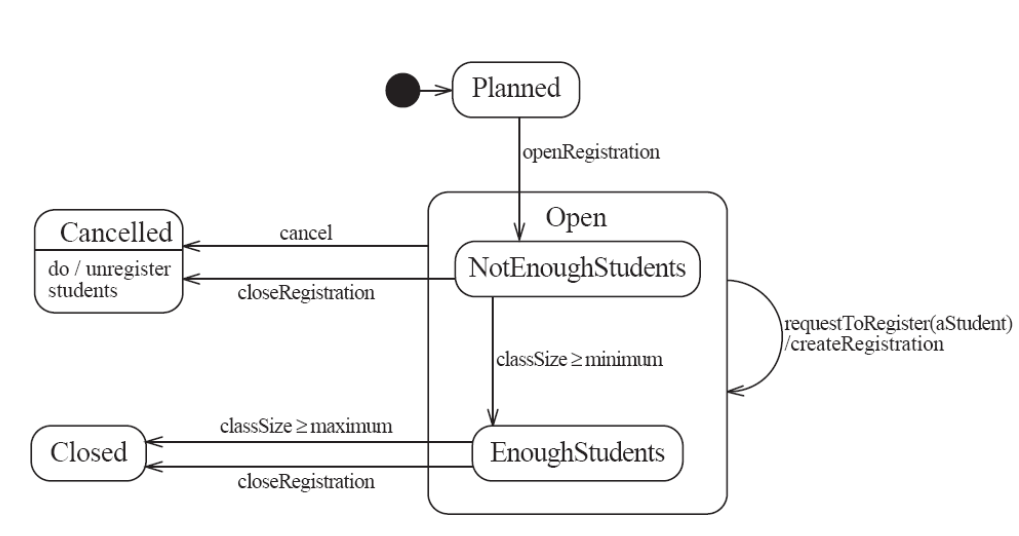 Planned
openRegistration
Open
Cancelled
do / unregister
students
cancel
closeRegistration
NotEnoughStudents
requestToRegister(aStudent)
/createRegistration
classSize ≥ minimum
classSize ≥ maximum
Closed
EnoughStudents
closeRegistration